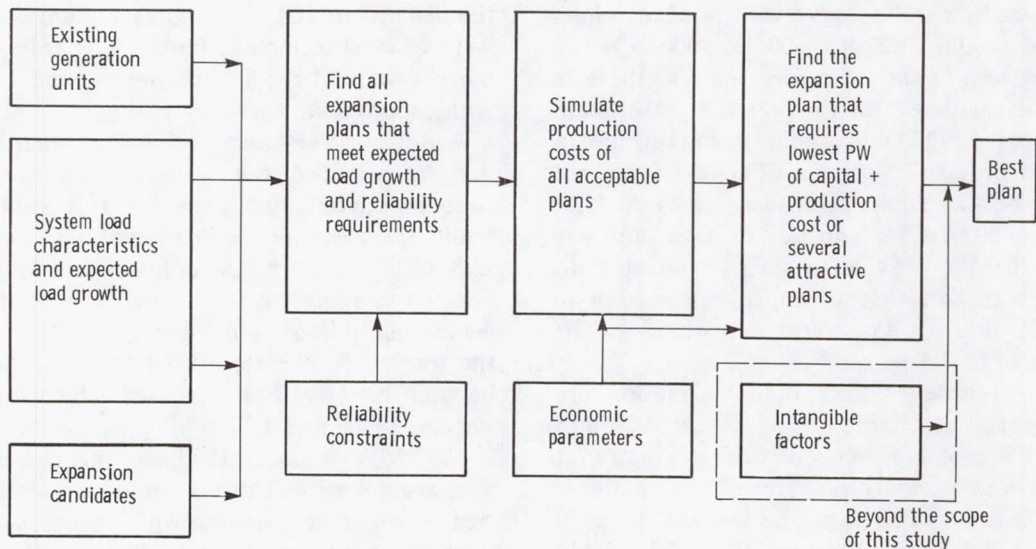 Existing
generation
units
System load
characteristics
and expected
load growth
Expansion
candidates
Find all
expansion
plans that
meet expected
load growth
and reliability
requirements
Reliability
constraints
Simulate
production
costs of
all acceptable
plans
Economic
parameters
Find the
expansion
plan that
requires
lowest PW
of capital +
production
cost of
several
attractive
plans
Intangible
factors
Beyond the scope
of this study
Best
plan